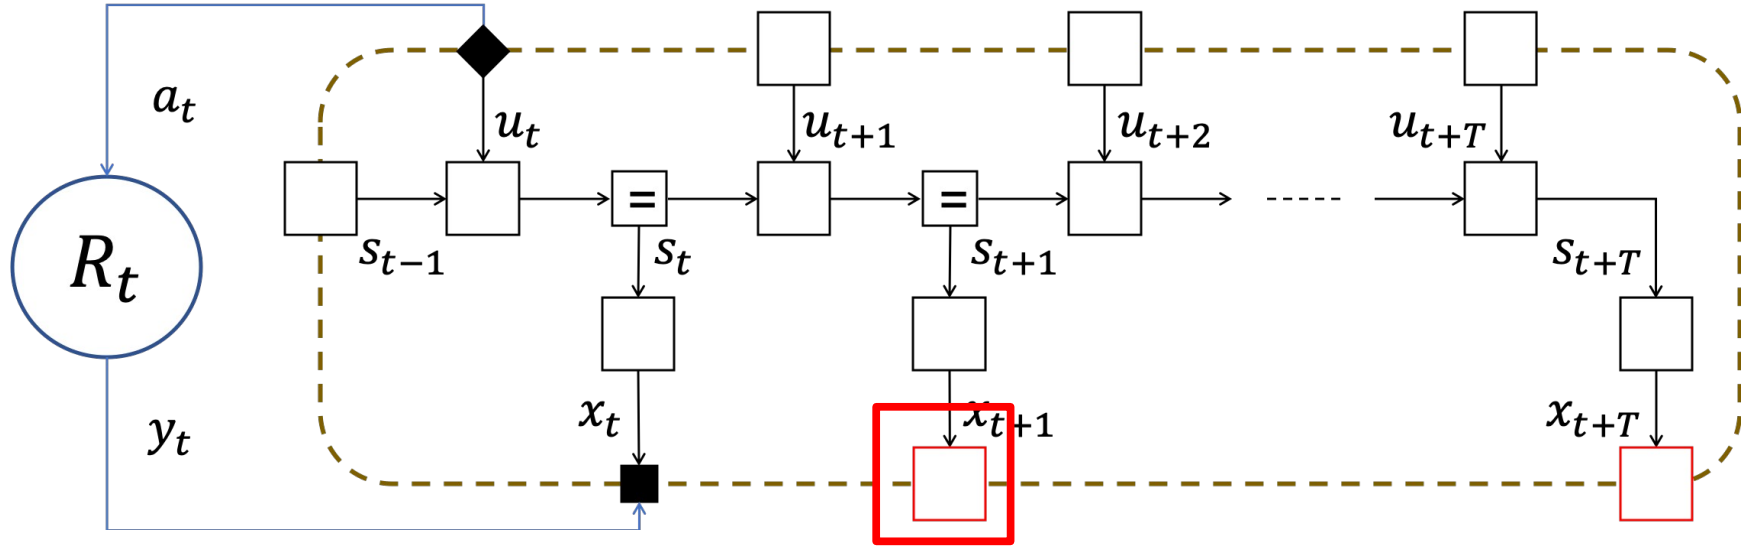 a_t
u_t
u_{t+1}
u_{t+2}
u_{t+T}
=
=
s_{t-1}
s_t
s_{t+1}
s_{t+T}
R_t
x_t
x_{t+1}
x_{t+T}
y_t